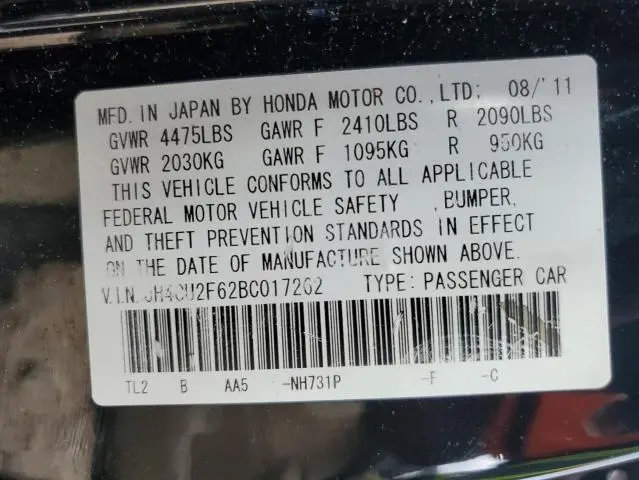 MFD. IN JAPAN BY HONDA MOTOR CO., LTD; 08/'11
GVWR 4475LBS GAWR F 2410LBS R 2090LBS
GVWR 2030KG GAWR F 1095KG R 950KG
THIS VEHICLE CONFORMS TO ALL APPLICABLE
FEDERAL MOTOR VEHICLE SAFETY , BUMPER,
AND THEFT PREVENTION STANDARDS IN EFFECT
ON THE DATE OF MANUFACTURE SHOWN ABOVE.
V.I.N. JH4CU2F62BC017262 TYPE: PASSENGER CAR
TL2 B AA5 -NH731P -F -C